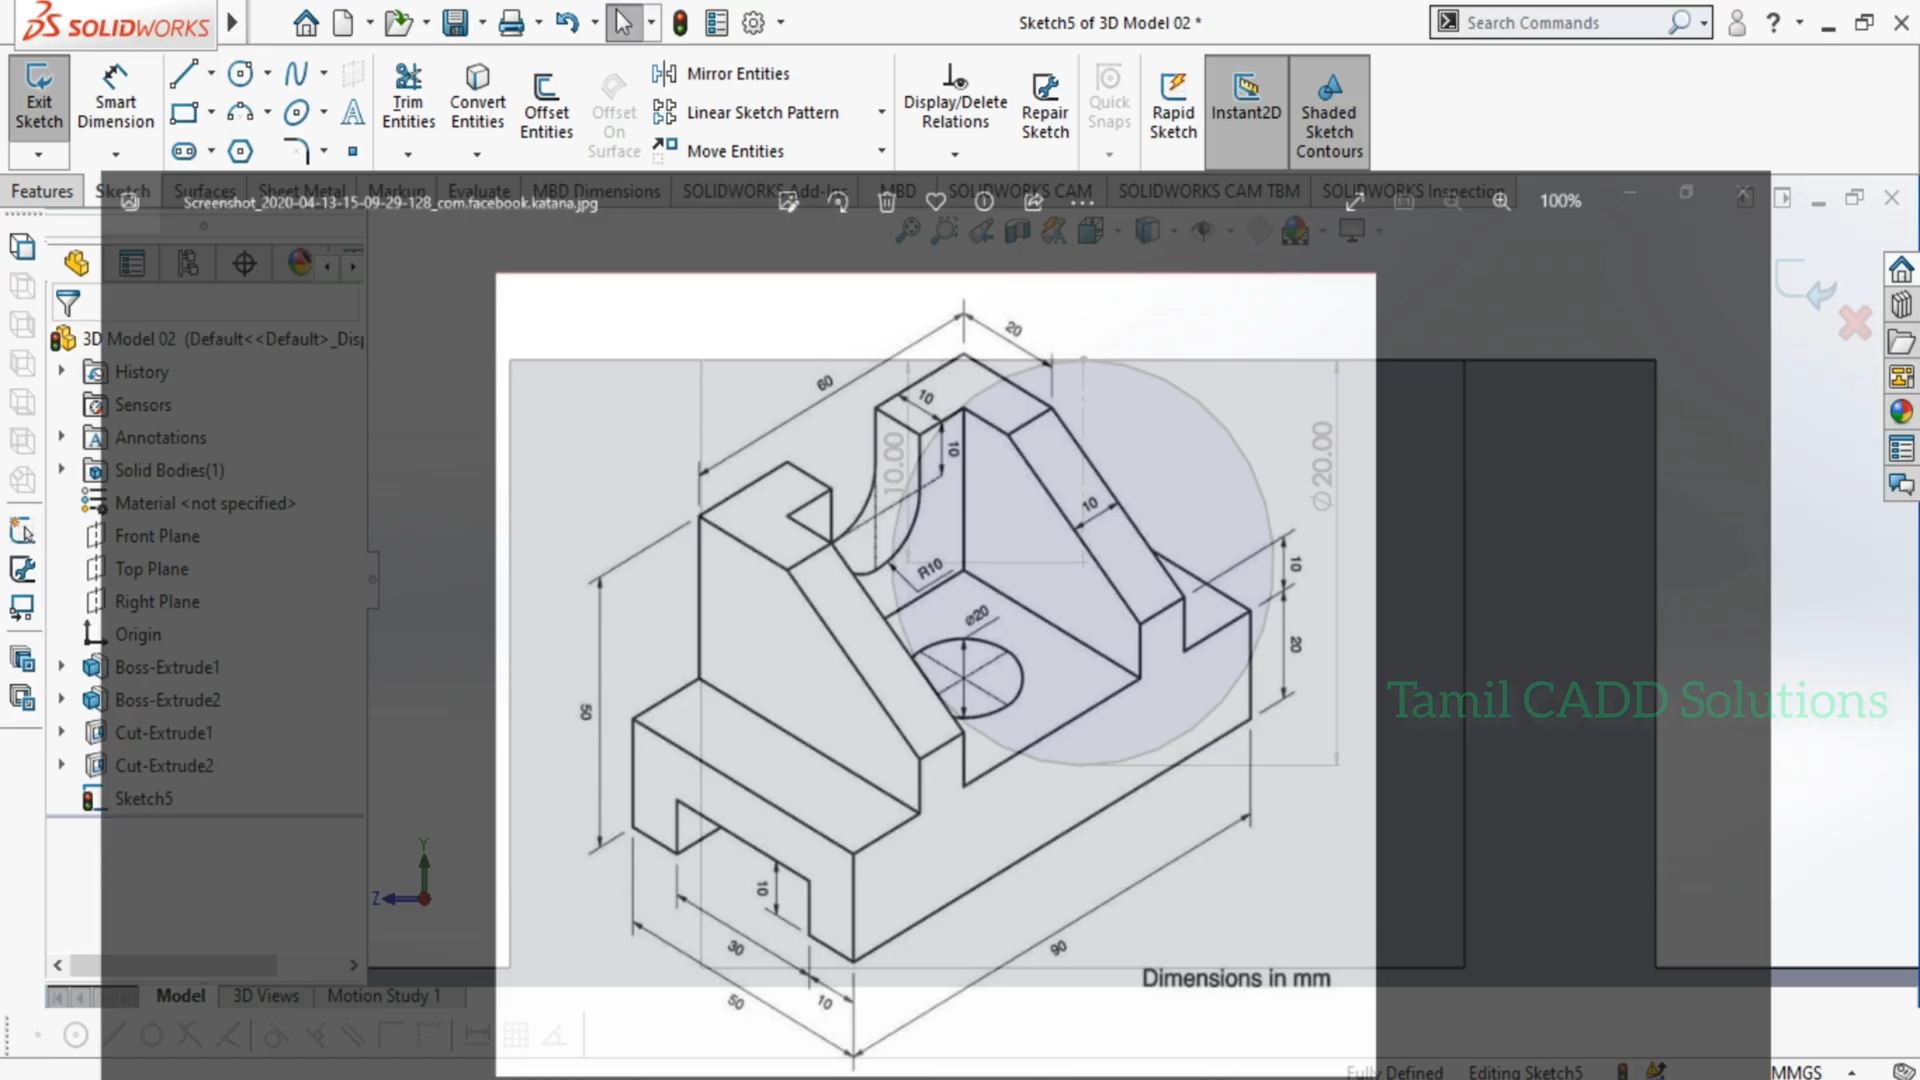 SOLIDWORKS
Sketch5 of 3D Model 02 *
Search Commands
Exit Sketch
Smart Dimension
Trim Entities
Convert Entities
Offset Entities
Offset On Surface
Mirror Entities
Linear Sketch Pattern
Move Entities
Display/Delete Relations
Repair Sketch
Quick Snaps
Rapid Sketch
Instant2D
Shaded Sketch Contours
Features
Sketch
Surfaces
Sheet Metal
Markup
Evaluate
MBD Dimensions
SOLIDWORKS Add-Ins
MBD
SOLIDWORKS CAM
SOLIDWORKS CAM TBM
SOLIDWORKS Inspection
Screenshot_2020-04-13-15-09-29-128_com.facebook.katana.jpg
100%
3D Model 02 (Default<<Default>_Disp
History
Sensors
Annotations
Solid Bodies(1)
Material <not specified>
Front Plane
Top Plane
Right Plane
Origin
Boss-Extrude1
Boss-Extrude2
Cut-Extrude1
Cut-Extrude2
Sketch5
20
60
10
10
10.00
Ø20.00
10
10
R10
Ø20
20
50
10
30
50
10
90
Dimensions in mm
Tamil CADD Solutions
Y
Z
Model
3D Views
Motion Study 1
Fully Defined
Editing Sketch5
MMGS